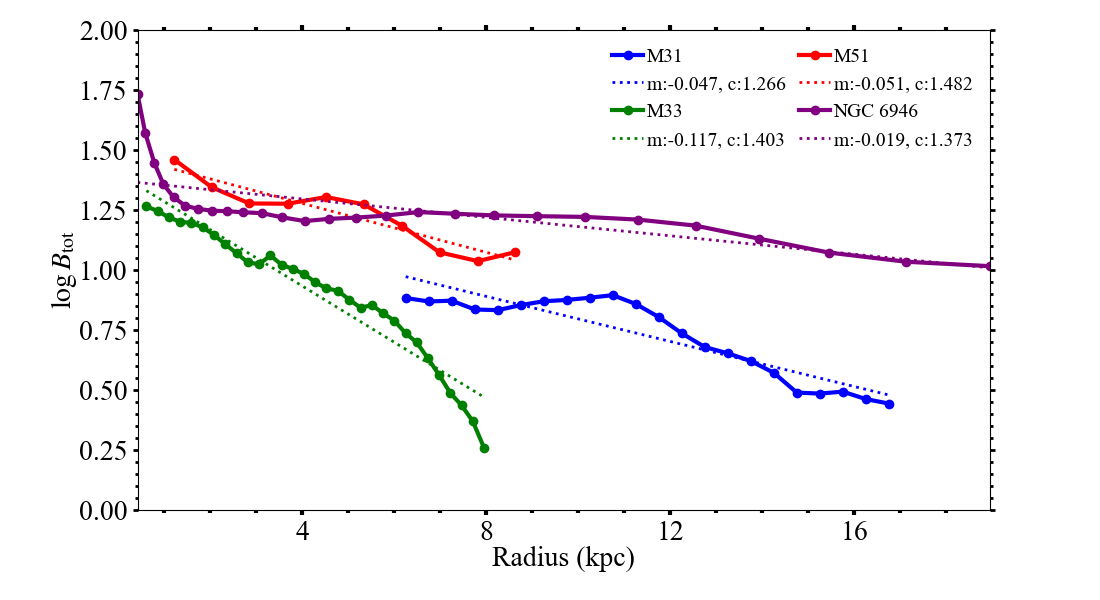 2.00
1.75
1.50
1.25
1.00
0.75
0.50
0.25
0.00
log B_tot
M31
m:-0.047, c:1.266
M33
m:-0.117, c:1.403
M51
m:-0.051, c:1.482
NGC 6946
m:-0.019, c:1.373
4 8 12 16
Radius (kpc)